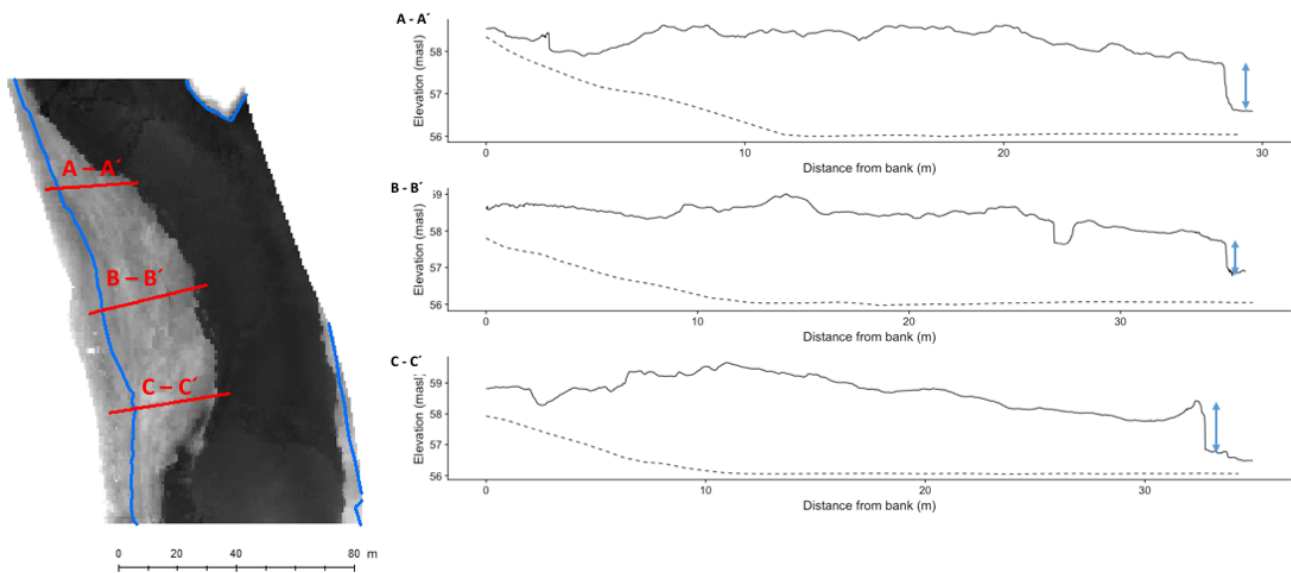 A - A´
58
57
56
Elevation (masl)
0
10
20
30
Distance from bank (m)
A – A´
B - B´
59
58
57
56
Elevation (masl)
0
10
20
30
Distance from bank (m)
B – B´
C - C´
59
58
57
56
Elevation (masl)
0
10
20
30
Distance from bank (m)
C – C´
0
20
40
80
m